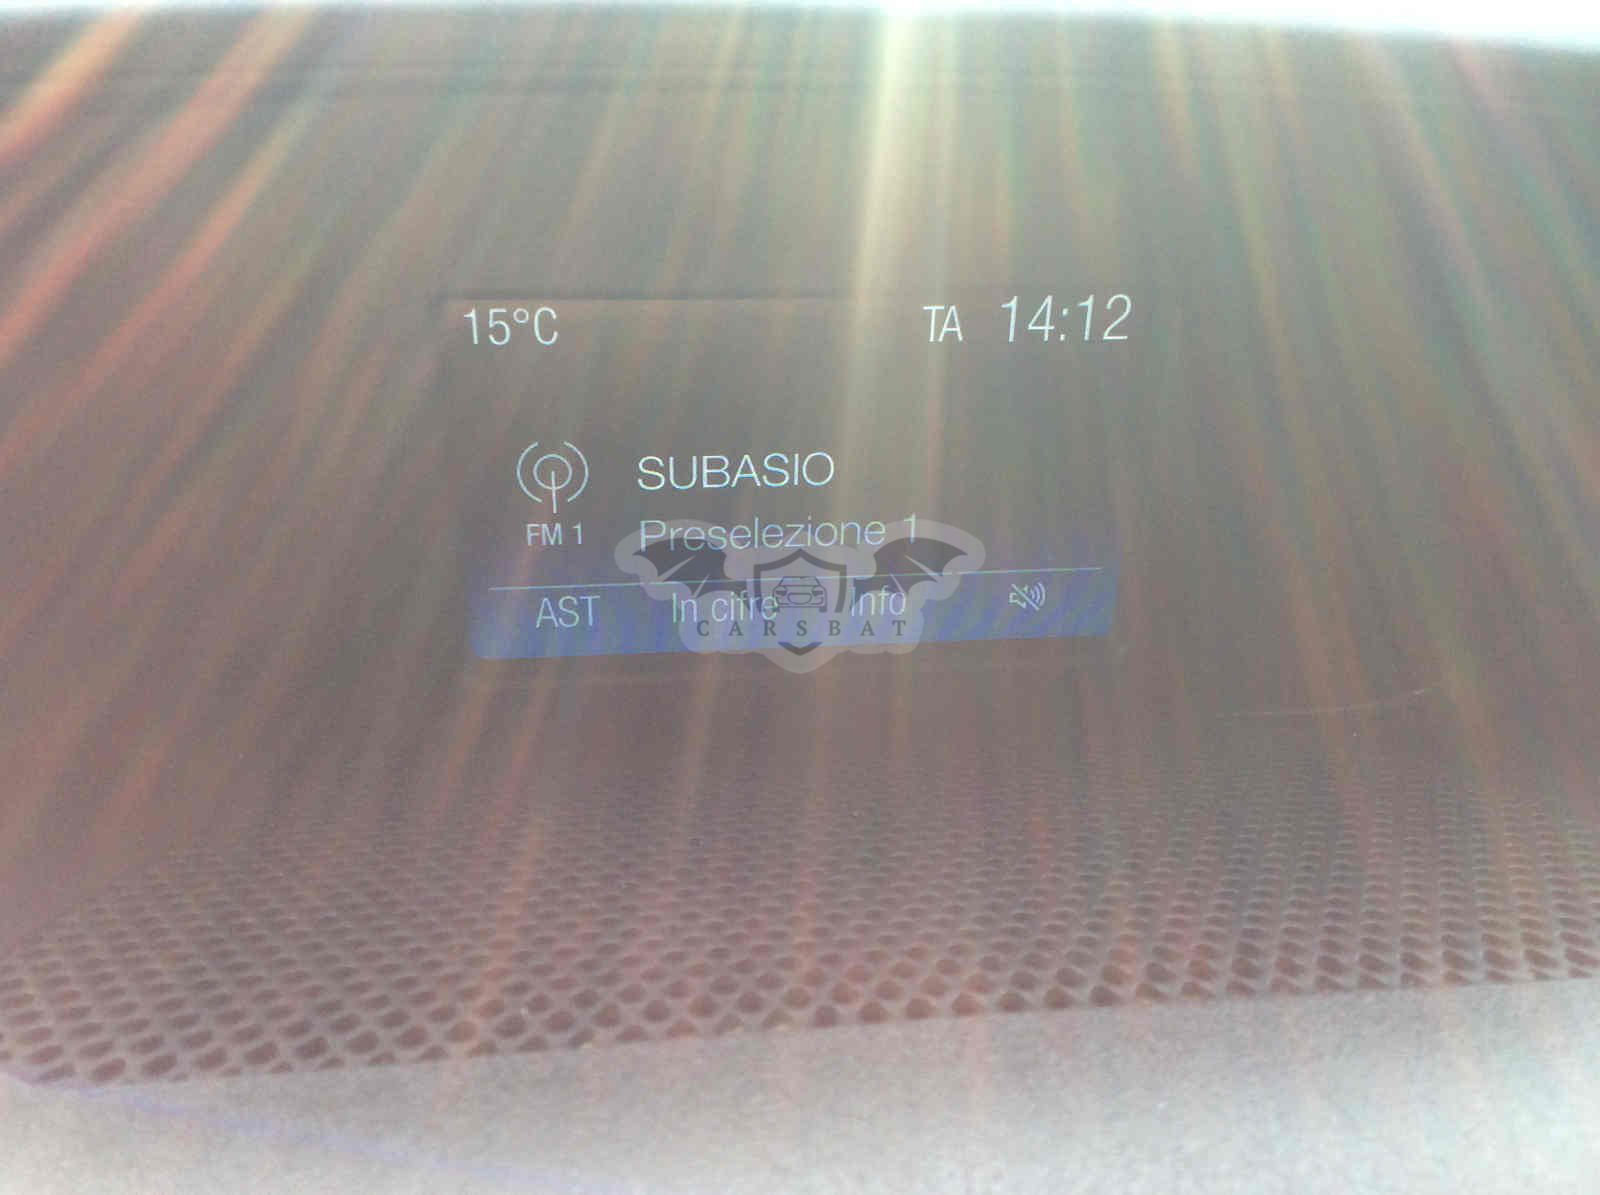 15°C TA 14:12
SUBASIO
FM 1 Preselezione 1
AST In cifre Info
CARSBAT